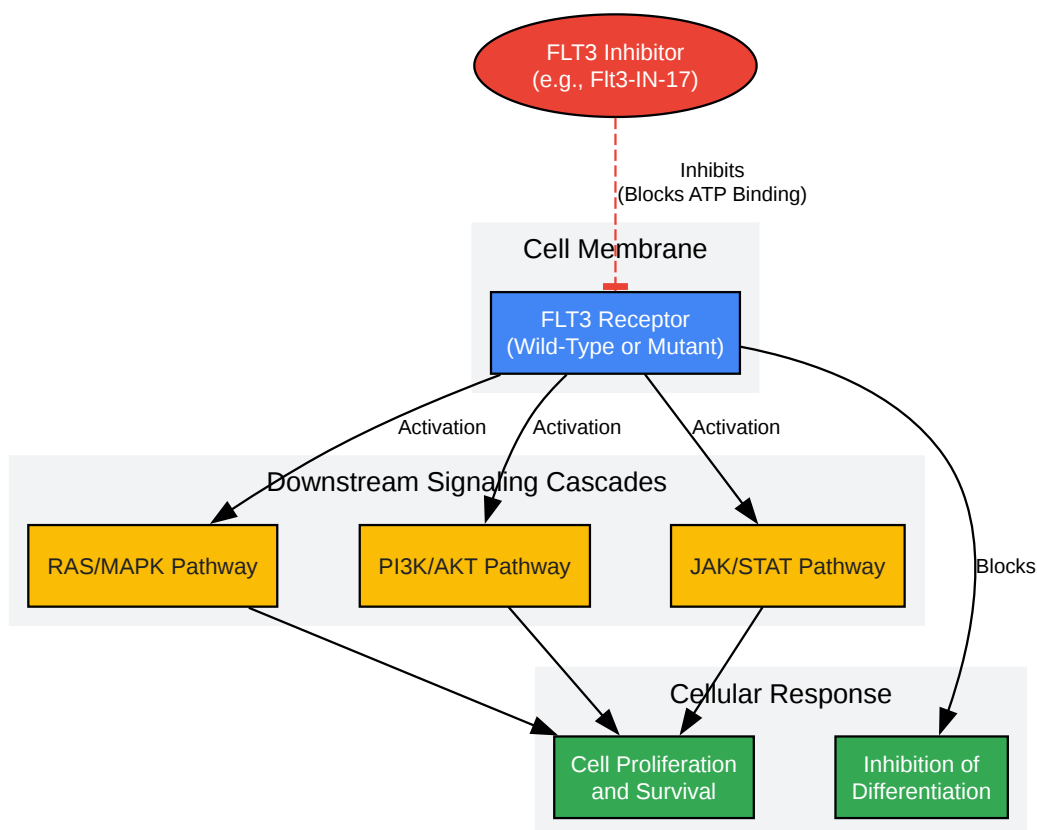 FLT3 Inhibitor
(e.g., Flt3-IN-17)
Inhibits
(Blocks ATP Binding)
Cell Membrane
FLT3 Receptor
(Wild-Type or Mutant)
Activation
Activation
Activation
Downstream Signaling Cascades
RAS/MAPK Pathway
PI3K/AKT Pathway
JAK/STAT Pathway
Blocks
Cellular Response
Cell Proliferation
and Survival
Inhibition of
Differentiation